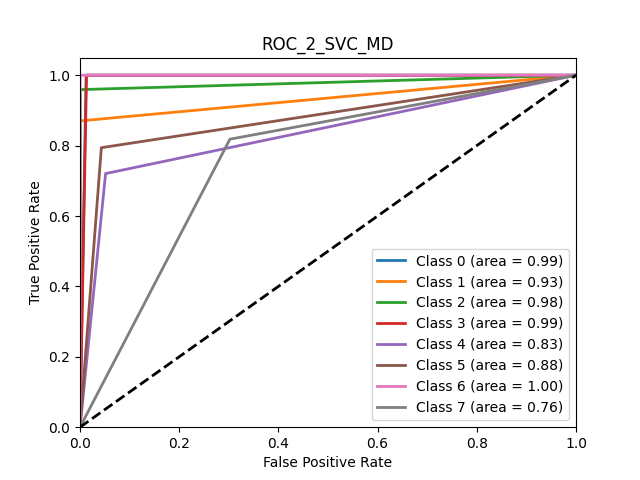 ROC_2_SVC_MD
True Positive Rate
1.0
0.8
0.6
0.4
0.2
0.0
Class 0 (area = 0.99)
Class 1 (area = 0.93)
Class 2 (area = 0.98)
Class 3 (area = 0.99)
Class 4 (area = 0.83)
Class 5 (area = 0.88)
Class 6 (area = 1.00)
Class 7 (area = 0.76)
0.0 0.2 0.4 0.6 0.8 1.0
False Positive Rate